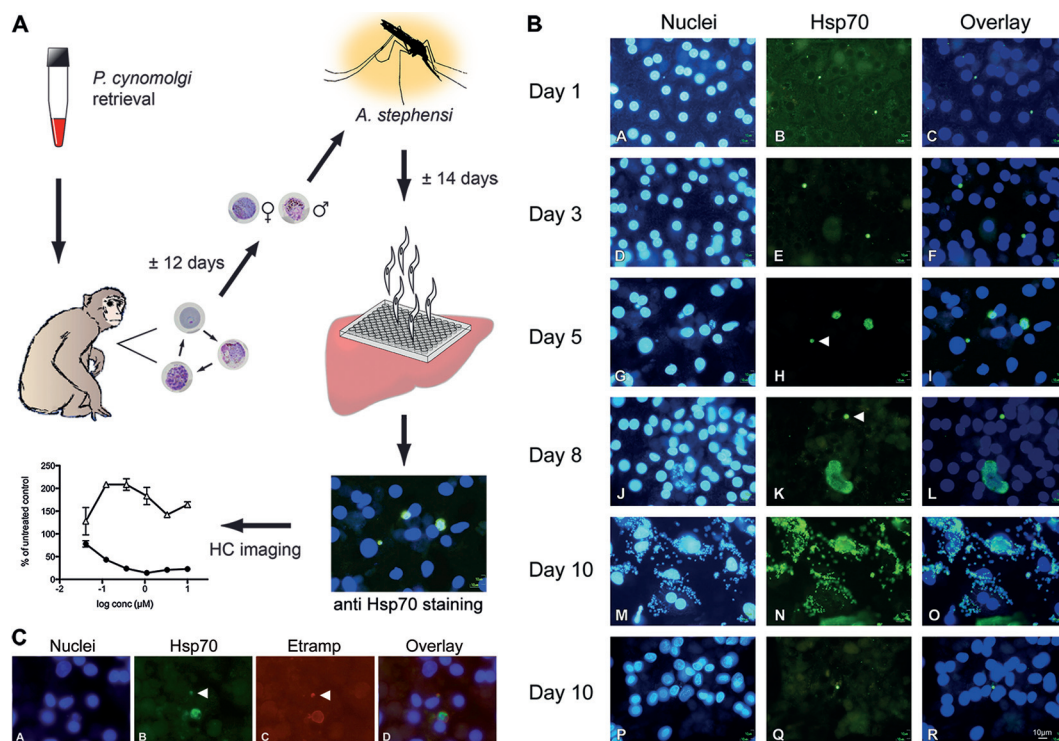 A
P. cynomolgi
retrieval
A. stephensi
± 14 days
± 12 days
♀ ♂
% of untreated control
250
200
150
100
50
0
-2 -1 0 1
log conc (µM)
HC imaging
anti Hsp70 staining
C
Nuclei Hsp70 Etramp Overlay
A B C D
B
Nuclei Hsp70 Overlay
Day 1
A B C
Day 3
D E F
Day 5
G H I
Day 8
J K L
Day 10
M N O
Day 10
P Q R
10µm